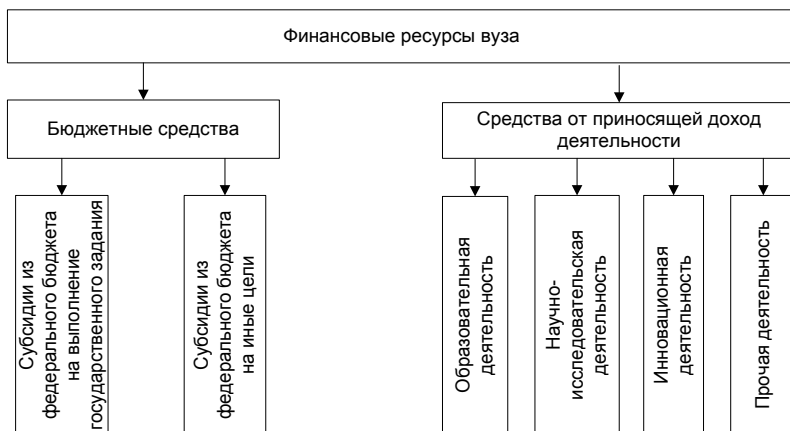 Финансовые ресурсы вуза
Бюджетные средства
Средства от приносящей доход
деятельности
Субсидии из
федерального бюджета
на выполнение
государственного задания
Субсидии из
федерального бюджета
на иные цели
Образовательная
деятельность
Научно-
исследовательская
деятельность
Инновационная
деятельность
Прочая деятельность